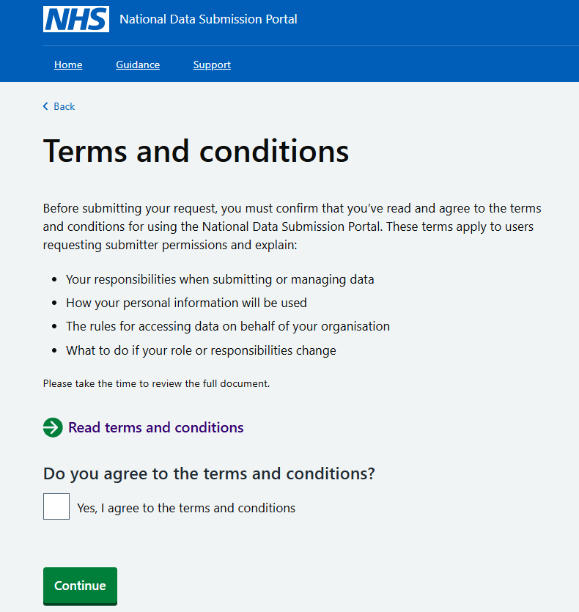 NHS National Data Submission Portal
Home Guidance Support
Back
Terms and conditions
Before submitting your request, you must confirm that you've read and agree to the terms
and conditions for using the National Data Submission Portal. These terms apply to users
requesting submitter permissions and explain:
• Your responsibilities when submitting or managing data
• How your personal information will be used
• The rules for accessing data on behalf of your organisation
• What to do if your role or responsibilities change
Please take the time to review the full document.
Read terms and conditions
Do you agree to the terms and conditions?
Yes, I agree to the terms and conditions
Continue